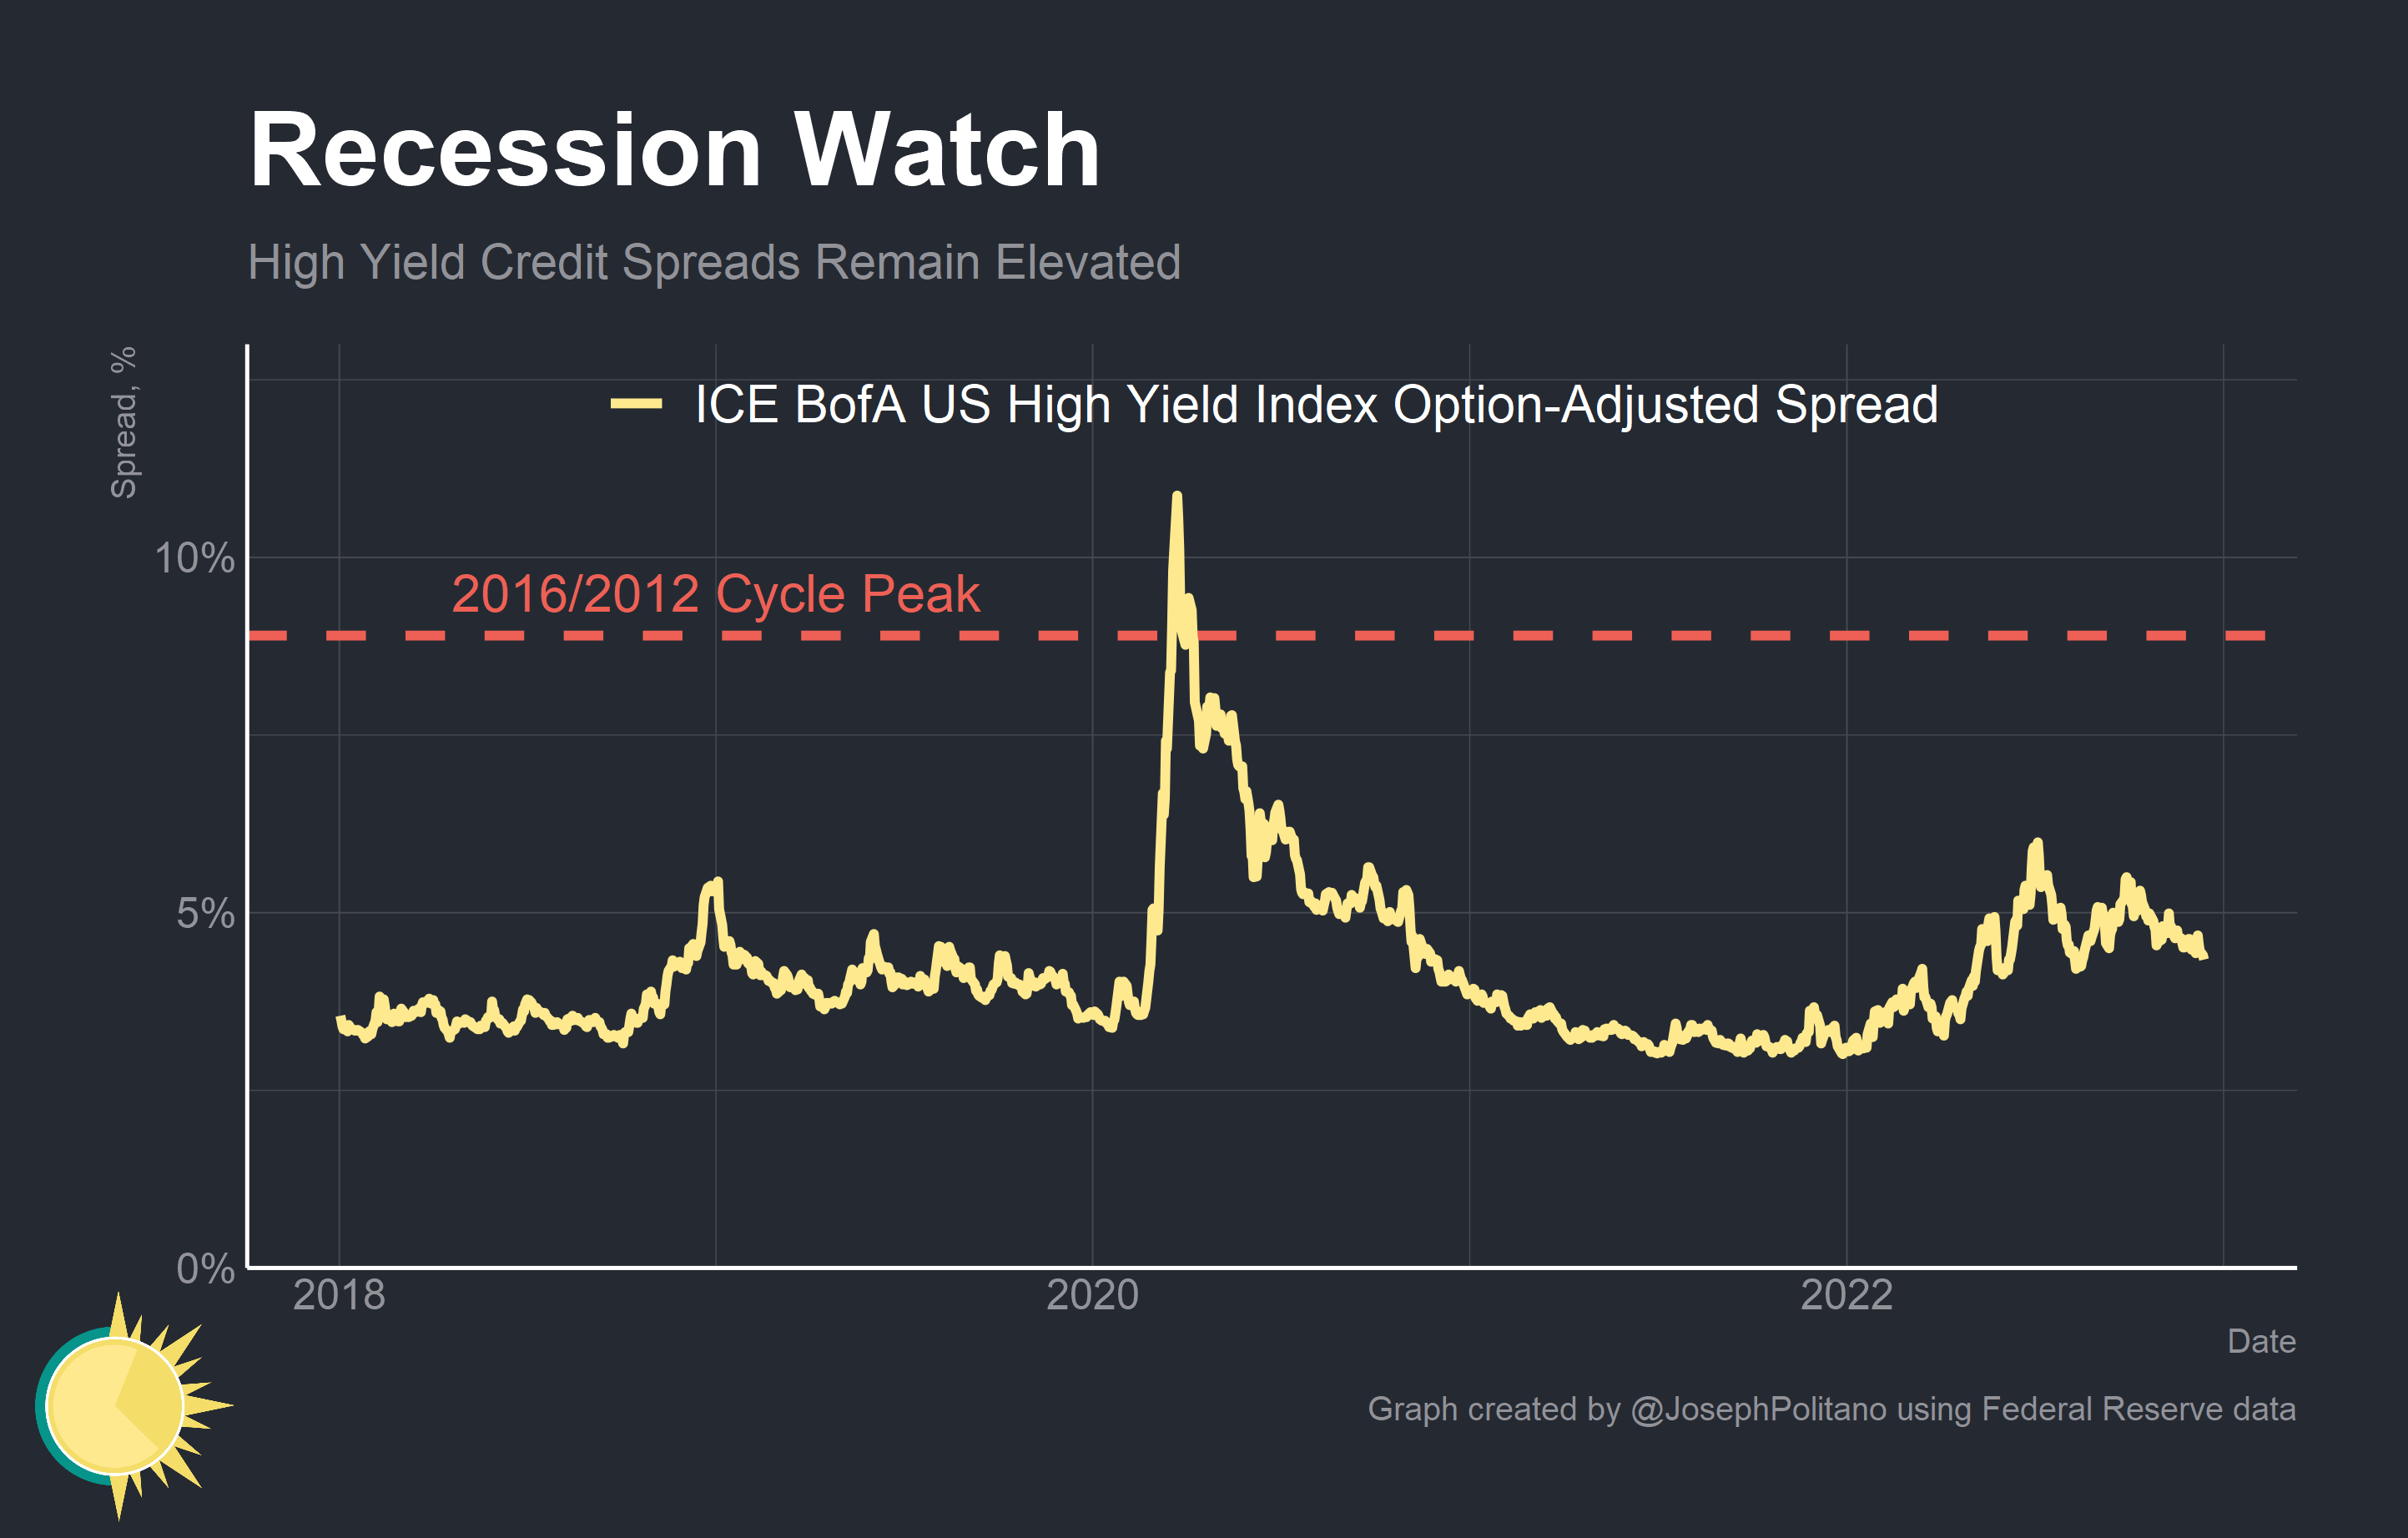 Recession Watch
High Yield Credit Spreads Remain Elevated
Spread, %
ICE BofA US High Yield Index Option-Adjusted Spread
10%
2016/2012 Cycle Peak
5%
0%
2018 2020 2022
Date
Graph created by @JosephPolitano using Federal Reserve data